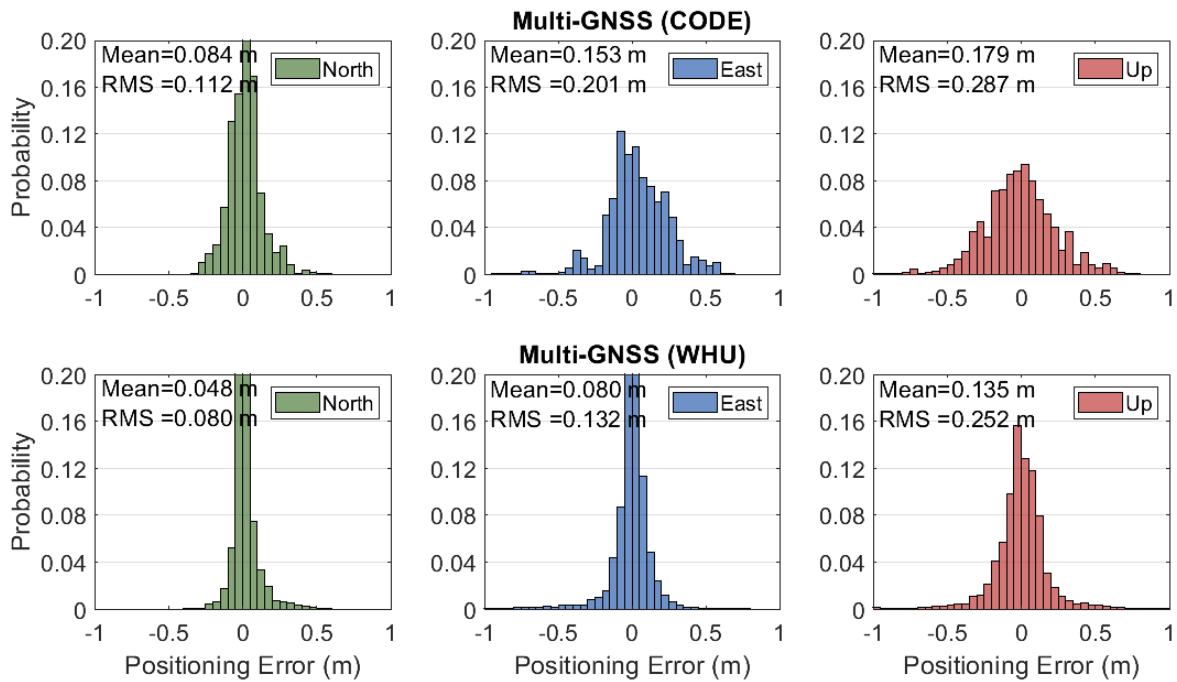 Multi-GNSS (CODE)
Mean=0.084 m
RMS =0.112 m
North
Mean=0.153 m
RMS =0.201 m
East
Mean=0.179 m
RMS =0.287 m
Up
Probability
0.20
0.16
0.12
0.08
0.04
0
-1 -0.5 0 0.5 1
0.20
0.16
0.12
0.08
0.04
0
-1 -0.5 0 0.5 1
0.20
0.16
0.12
0.08
0.04
0
-1 -0.5 0 0.5 1
Multi-GNSS (WHU)
Mean=0.048 m
RMS =0.080 m
North
Mean=0.080 m
RMS =0.132 m
East
Mean=0.135 m
RMS =0.252 m
Up
Probability
0.20
0.16
0.12
0.08
0.04
0
-1 -0.5 0 0.5 1
0.20
0.16
0.12
0.08
0.04
0
-1 -0.5 0 0.5 1
0.20
0.16
0.12
0.08
0.04
0
-1 -0.5 0 0.5 1
Positioning Error (m)
Positioning Error (m)
Positioning Error (m)